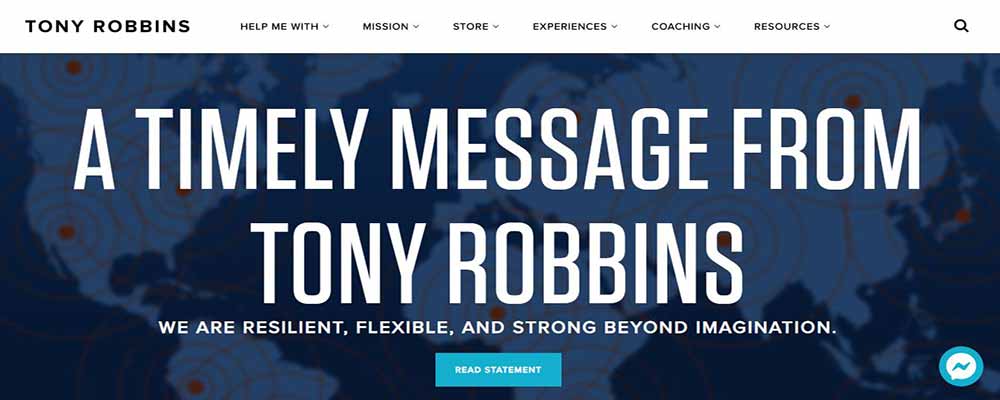 TONY ROBBINS
HELP ME WITH
MISSION
STORE
EXPERIENCES
COACHING
RESOURCES
A TIMELY MESSAGE FROM
TONY ROBBINS
WE ARE RESILIENT, FLEXIBLE, AND STRONG BEYOND IMAGINATION.
READ STATEMENT